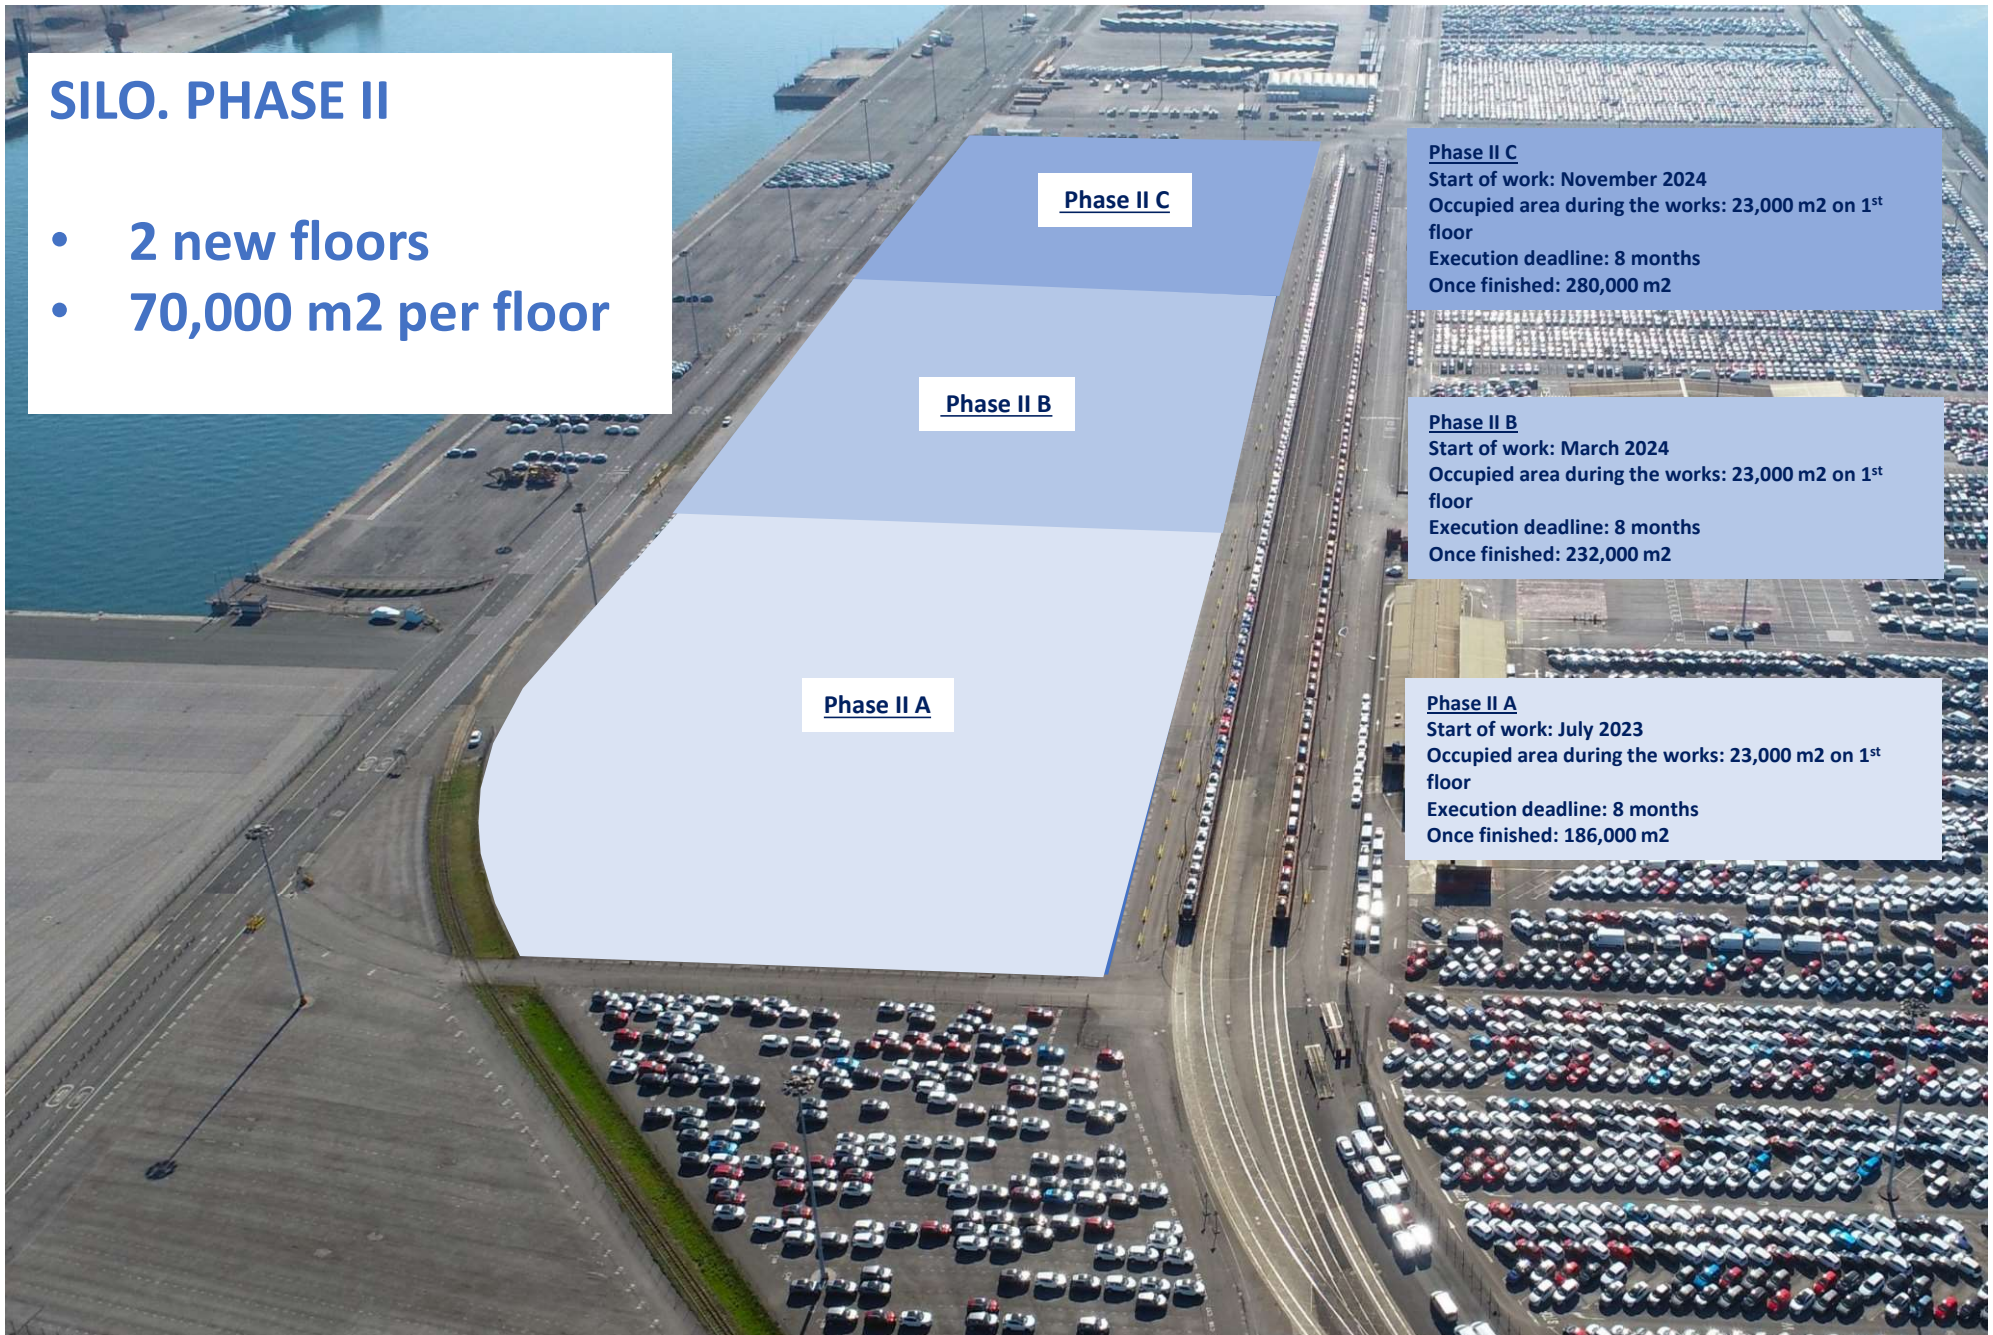 SILO. PHASE II
• 2 new floors
• 70,000 m2 per floor
Phase II C
Phase II B
Phase II A
Phase II C
Start of work: November 2024
Occupied area during the works: 23,000 m2 on 1st
floor
Execution deadline: 8 months
Once finished: 280,000 m2
Phase II B
Start of work: March 2024
Occupied area during the works: 23,000 m2 on 1st
floor
Execution deadline: 8 months
Once finished: 232,000 m2
Phase II A
Start of work: July 2023
Occupied area during the works: 23,000 m2 on 1st
floor
Execution deadline: 8 months
Once finished: 186,000 m2